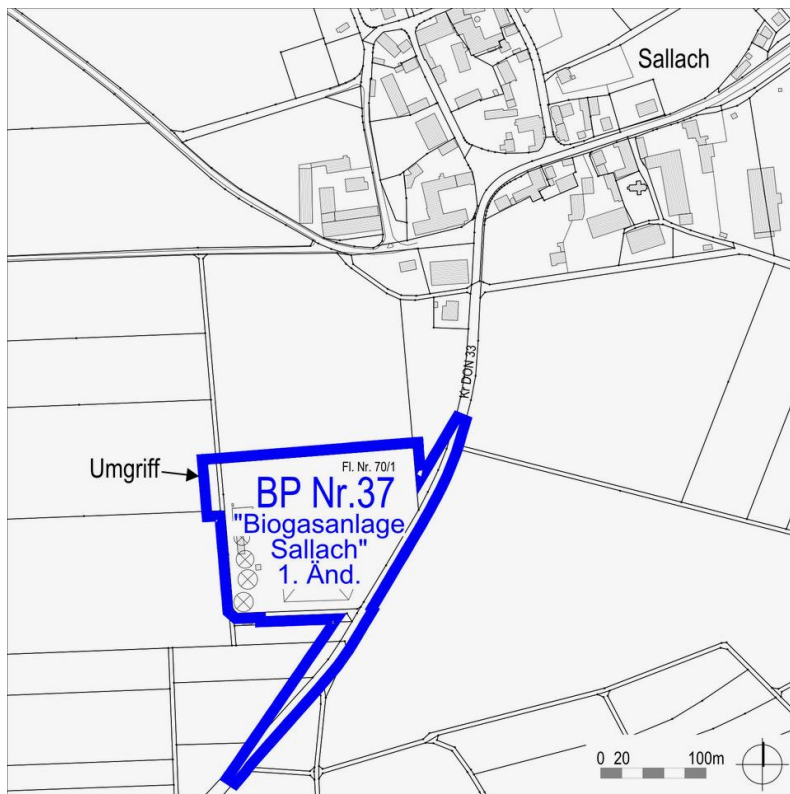 Sallach
Kr DON 33
Umgriff
Fl. Nr. 70/1
BP Nr.37
"Biogasanlage
Sallach"
1. Änd.
0 20 100m